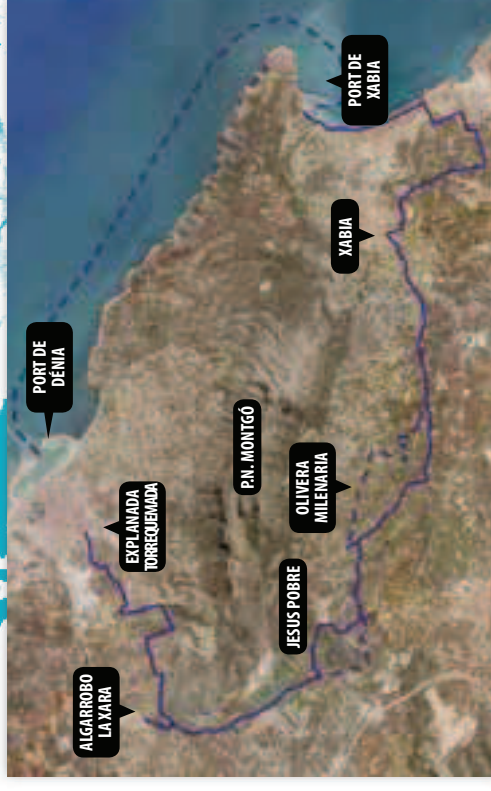 PORT DE
DÉNIA
PORT DE
XABIA
EXPLANADA
TORREQUEMADA
XABIA
P.N. MONTGÓ
ALGARROBO
LA XARA
OLIVERA
MILENARIA
JESUS POBRE